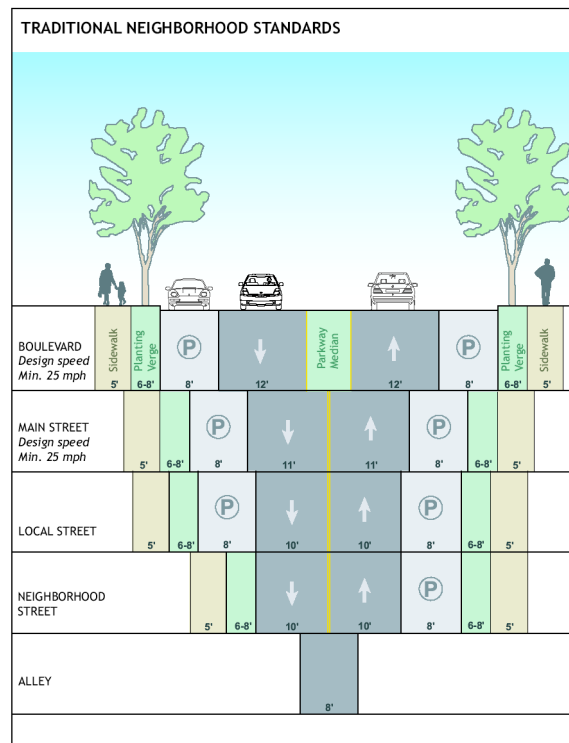 TRADITIONAL NEIGHBORHOOD STANDARDS
BOULEVARD
Design speed
Min. 25 mph
Sidewalk
5'
Planting
Verge
6-8'
P
8'
12'
Parkway
Median
12'
P
8'
Planting
Verge
6-8'
Sidewalk
5'
MAIN STREET
Design speed
Min. 25 mph
5'
6-8'
P
8'
11'
11'
P
8'
6-8'
5'
LOCAL STREET
5'
6-8'
P
8'
10'
10'
P
8'
6-8'
5'
NEIGHBORHOOD
STREET
5'
6-8'
10'
10'
P
8'
6-8'
5'
ALLEY
8'